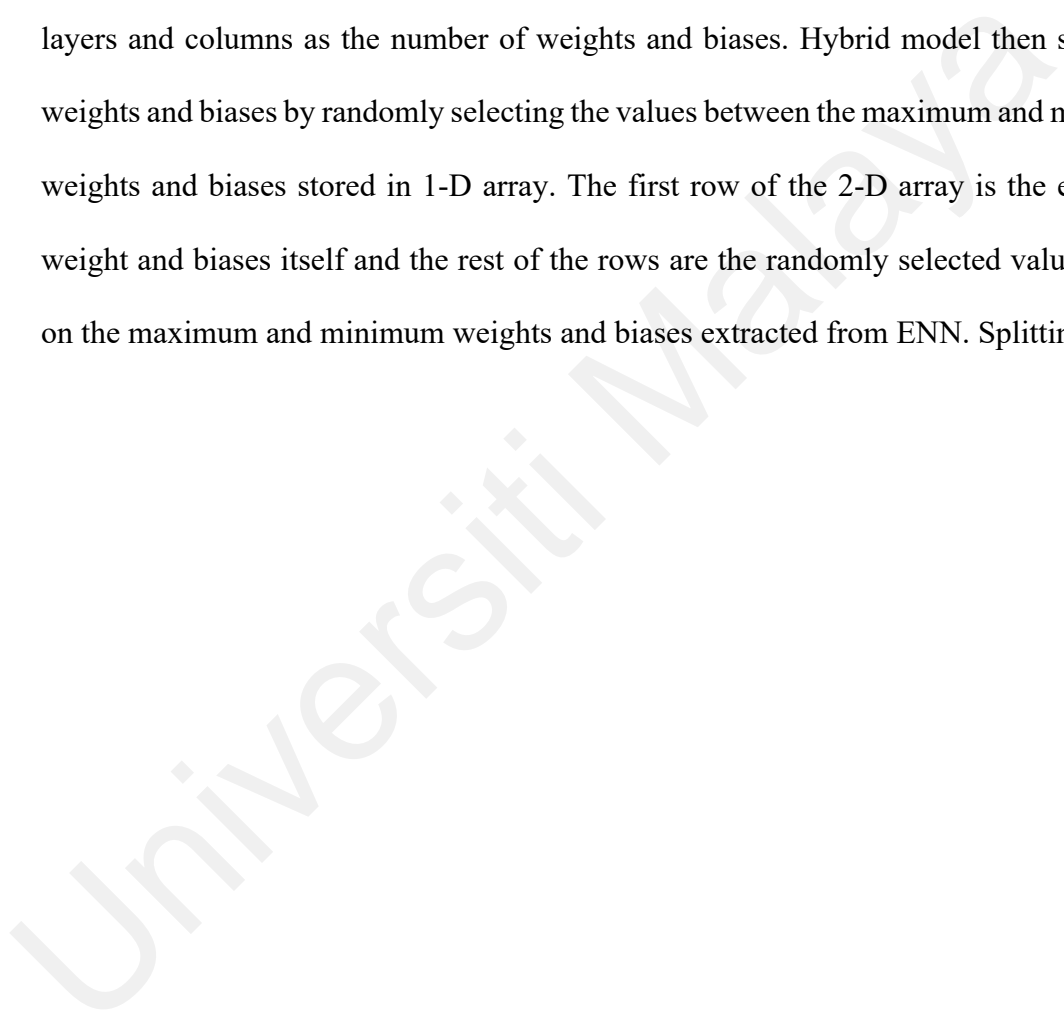 layers and columns as the number of weights and biases. Hybrid model then
weights and biases by randomly selecting the values between the maximum and
weights and biases stored in 1-D array. The first row of the 2-D array is the
weight and biases itself and the rest of the rows are the randomly selected
on the maximum and minimum weights and biases extracted from ENN.
Universiti Malaya